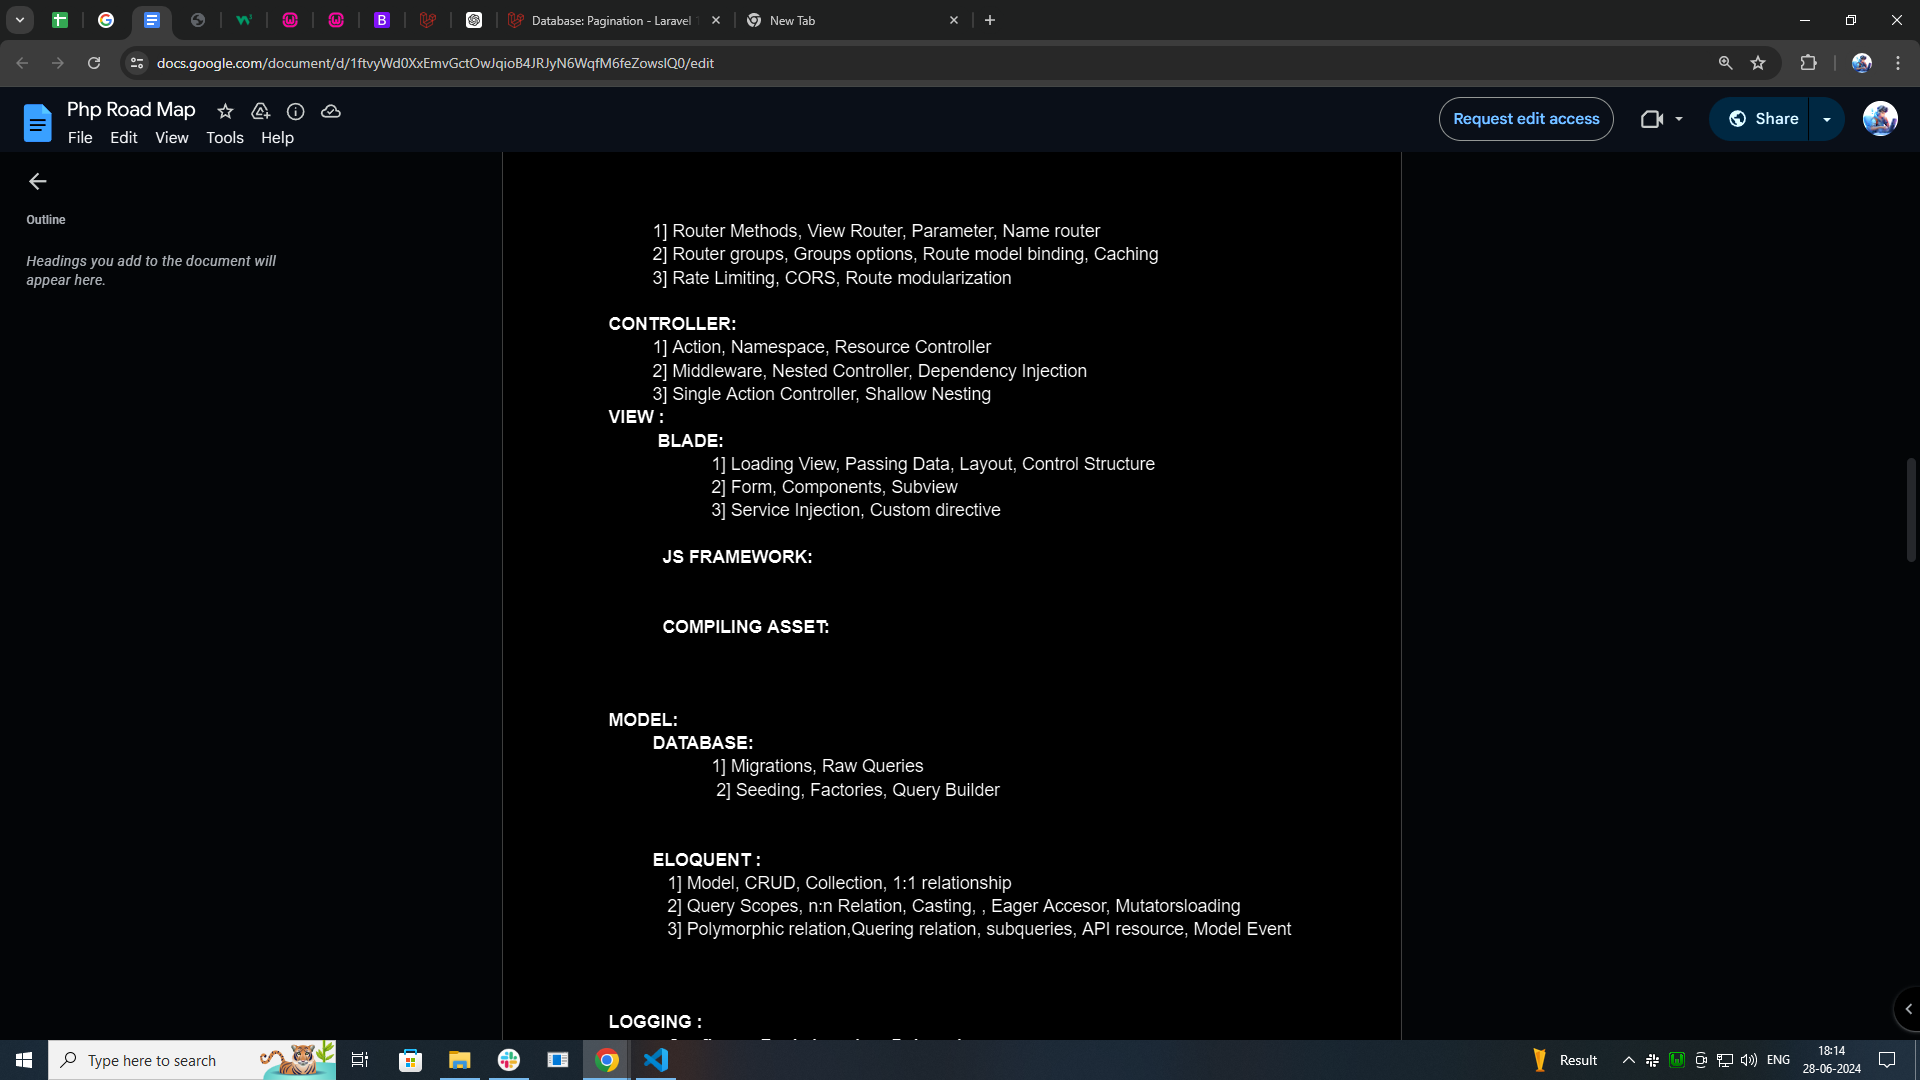 Database: Pagination - Laravel
New Tab
docs.google.com/document/d/1ftvyWd0XxEmvGctOwJqioB4JRJyN6WqfM6feZowslQ0/edit
Php Road Map
File Edit View Tools Help
Request edit access
Share
Outline
Headings you add to the document will
appear here.
1] Router Methods, View Router, Parameter, Name router
2] Router groups, Groups options, Route model binding, Caching
3] Rate Limiting, CORS, Route modularization
CONTROLLER:
1] Action, Namespace, Resource Controller
2] Middleware, Nested Controller, Dependency Injection
3] Single Action Controller, Shallow Nesting
VIEW :
BLADE:
1] Loading View, Passing Data, Layout, Control Structure
2] Form, Components, Subview
3] Service Injection, Custom directive
JS FRAMEWORK:
COMPILING ASSET:
MODEL:
DATABASE:
1] Migrations, Raw Queries
2] Seeding, Factories, Query Builder
ELOQUENT :
1] Model, CRUD, Collection, 1:1 relationship
2] Query Scopes, n:n Relation, Casting, , Eager Accesor, Mutatorsloading
3] Polymorphic relation,Quering relation, subqueries, API resource, Model Event
LOGGING :
Type here to search
Result
ENG
18:14
28-06-2024